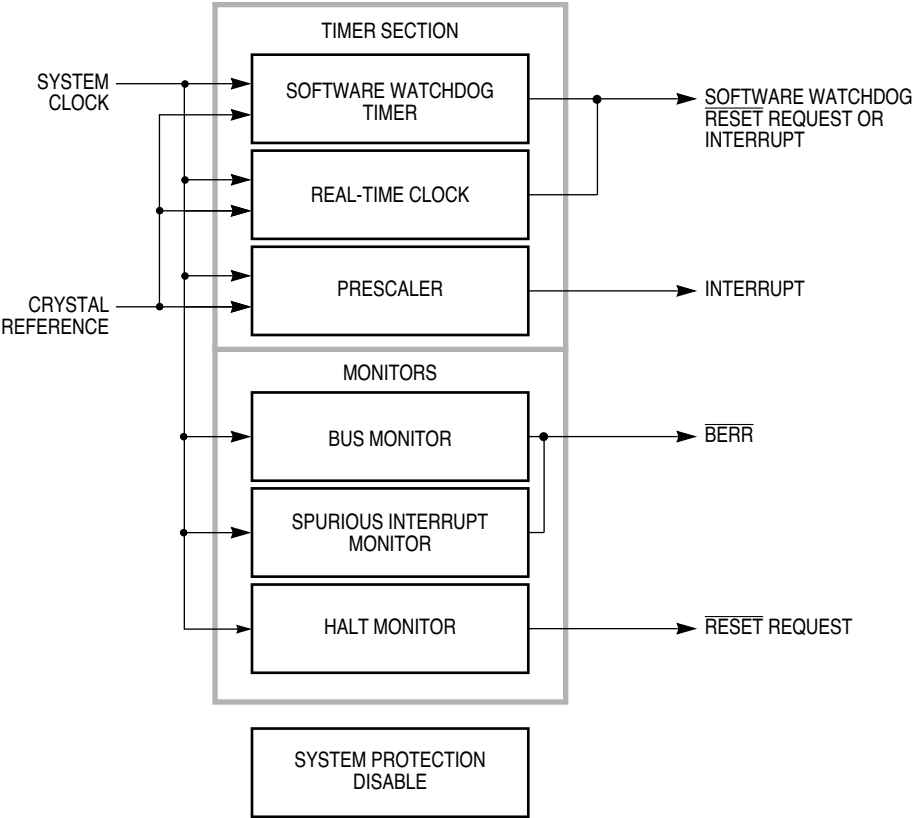 TIMER SECTION
SYSTEM
CLOCK
SOFTWARE WATCHDOG
TIMER
SOFTWARE WATCHDOG
RESET REQUEST OR
INTERRUPT
REAL-TIME CLOCK
CRYSTAL
REFERENCE
PRESCALER
INTERRUPT
MONITORS
BUS MONITOR
BERR
SPURIOUS INTERRUPT
MONITOR
HALT MONITOR
RESET REQUEST
SYSTEM PROTECTION
DISABLE